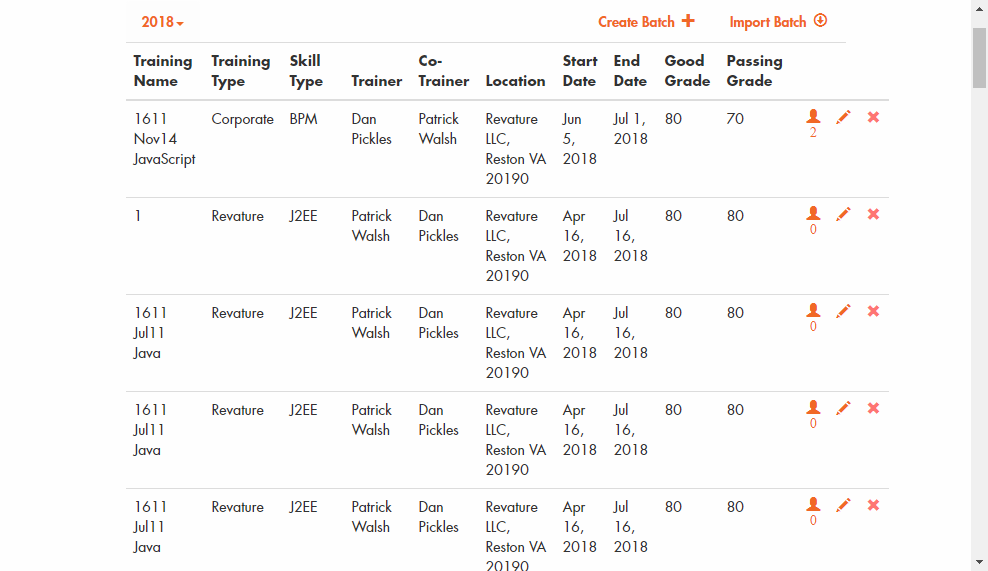 2018 Create Batch Import Batch
Training Name Training Type Skill Type Trainer Co-Trainer Location Start Date End Date Good Grade Passing Grade
1611 Nov14 JavaScript Corporate BPM Dan Pickles Patrick Walsh Revature LLC, Reston VA 20190 Jun 5, 2018 Jul 1, 2018 80 70 2
1 Revature J2EE Patrick Walsh Dan Pickles Revature LLC, Reston VA 20190 Apr 16, 2018 Jul 16, 2018 80 80 0
1611 Jul11 Java Revature J2EE Patrick Walsh Dan Pickles Revature LLC, Reston VA 20190 Apr 16, 2018 Jul 16, 2018 80 80 0
1611 Jul11 Java Revature J2EE Patrick Walsh Dan Pickles Revature LLC, Reston VA 20190 Apr 16, 2018 Jul 16, 2018 80 80 0
1611 Jul11 Java Revature J2EE Patrick Walsh Dan Pickles Revature LLC, Reston VA 20190 Apr 16, 2018 Jul 16, 2018 80 80 0